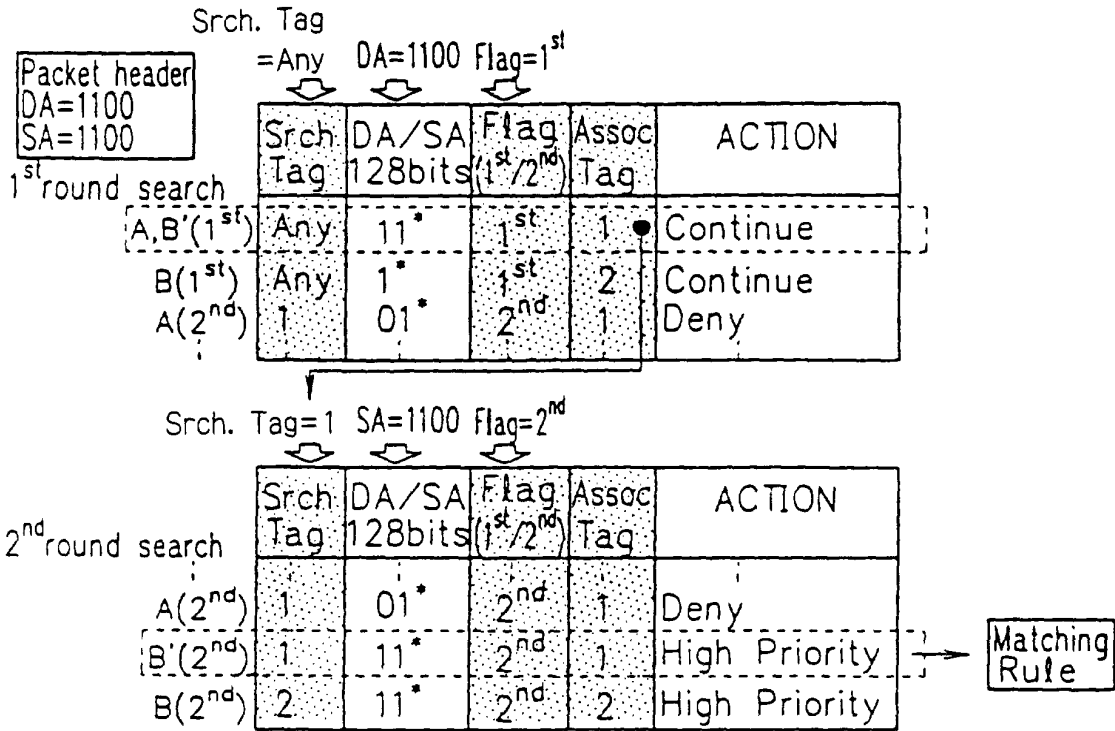 Srch. Tag
=Any DA=1100 Flag=1st
Packet header
DA=1100
SA=1100
Srch Tag DA/SA 128bits Flag (1st/2nd) Assoc Tag ACTION
1st round search
A,B'(1st) Any 11* 1st 1 Continue
B(1st) Any 1* 1st 2 Continue
A(2nd) 1 01* 2nd 1 Deny
Srch. Tag=1 SA=1100 Flag=2nd
Srch Tag DA/SA 128bits Flag (1st/2nd) Assoc Tag ACTION
2nd round search
A(2nd) 1 01* 2nd 1 Deny
B'(2nd) 1 11* 2nd 1 High Priority
Matching
Rule
B(2nd) 2 11* 2nd 2 High Priority